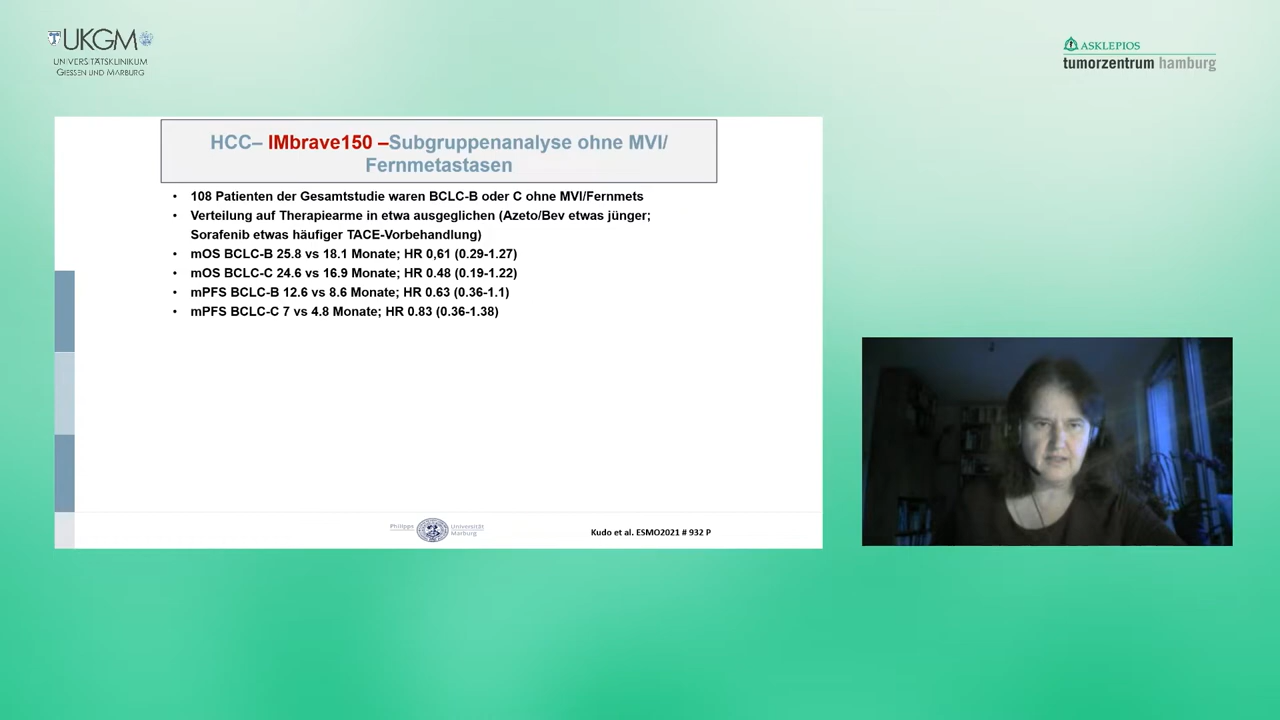 UKGM
UNIVERSITÄTSKLINIKUM
GIESSEN UND MARBURG
ASKLEPIOS
tumorzentrum hamburg
HCC– IMbrave150 –Subgruppenanalyse ohne MVI/
Fernmetastasen
• 108 Patienten der Gesamtstudie waren BCLC-B oder C ohne MVI/Fernmets
• Verteilung auf Therapiearme in etwa ausgeglichen (Azeto/Bev etwas jünger;
Sorafenib etwas häufiger TACE-Vorbehandlung)
• mOS BCLC-B 25.8 vs 18.1 Monate; HR 0,61 (0.29-1.27)
• mOS BCLC-C 24.6 vs 16.9 Monate; HR 0.48 (0.19-1.22)
• mPFS BCLC-B 12.6 vs 8.6 Monate; HR 0.63 (0.36-1.1)
• mPFS BCLC-C 7 vs 4.8 Monate; HR 0.83 (0.36-1.38)
Philipps Universität
Marburg
Kudo et al. ESMO2021 # 932 P